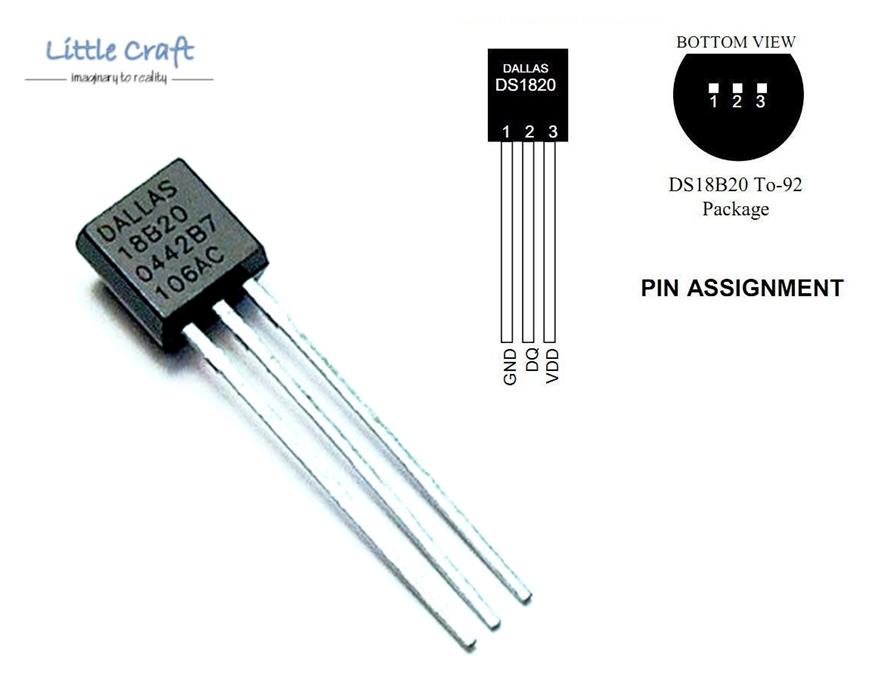 Little Craft
imaginary to reality
DALLAS
18B20
0442B7
106AC
DALLAS
DS1820
1 2 3
GND
DQ
VDD
BOTTOM VIEW
1 2 3
DS18B20 To-92
Package
PIN ASSIGNMENT